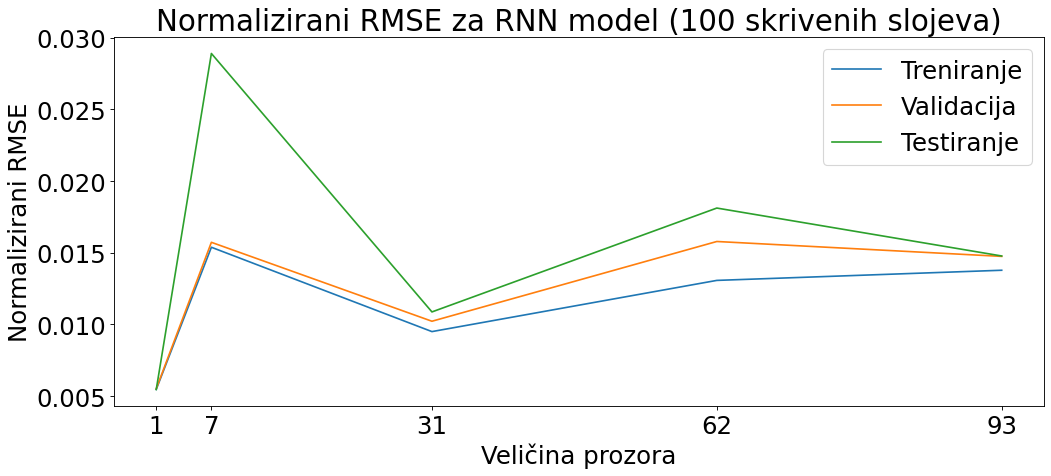 Normalizirani RMSE za RNN model (100 skrivenih slojeva)
Normalizirani RMSE
0.030
0.025
0.020
0.015
0.010
0.005
Treniranje
Validacija
Testiranje
1 7 31 62 93
Veličina prozora